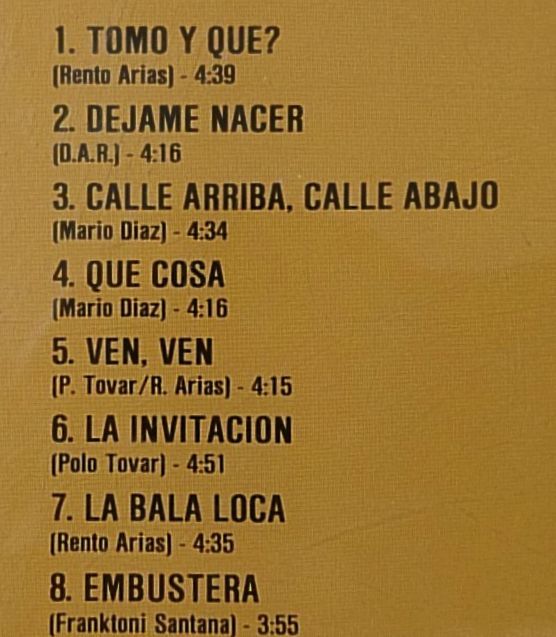 1. TOMO Y QUE?
(Rento Arias) - 4:39
2. DEJAME NACER
(D.A.R.) - 4:16
3. CALLE ARRIBA, CALLE ABAJO
(Mario Diaz) - 4:34
4. QUE COSA
(Mario Diaz) - 4:16
5. VEN, VEN
(P. Tovar/R. Arias) - 4:15
6. LA INVITACION
(Polo Tovar) - 4:51
7. LA BALA LOCA
(Rento Arias) - 4:35
8. EMBUSTERA
(Franktoni Santana) - 3:55